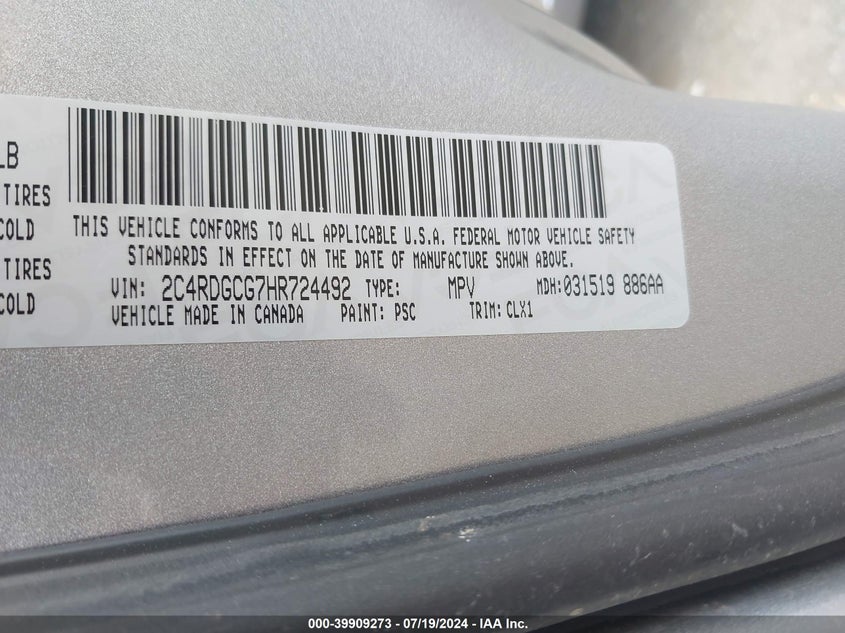 LB
TIRES
COLD
TIRES
COLD
THIS VEHICLE CONFORMS TO ALL APPLICABLE U.S.A. FEDERAL MOTOR VEHICLE SAFETY
STANDARDS IN EFFECT ON THE DATE OF MANUFACTURE SHOWN ABOVE.
VIN: 2C4RDGCG7HR724492 TYPE: MPV MDH:031519 886AA
VEHICLE MADE IN CANADA PAINT: PSC TRIM: CLX1
000-39909273 - 07/19/2024 - IAA Inc.